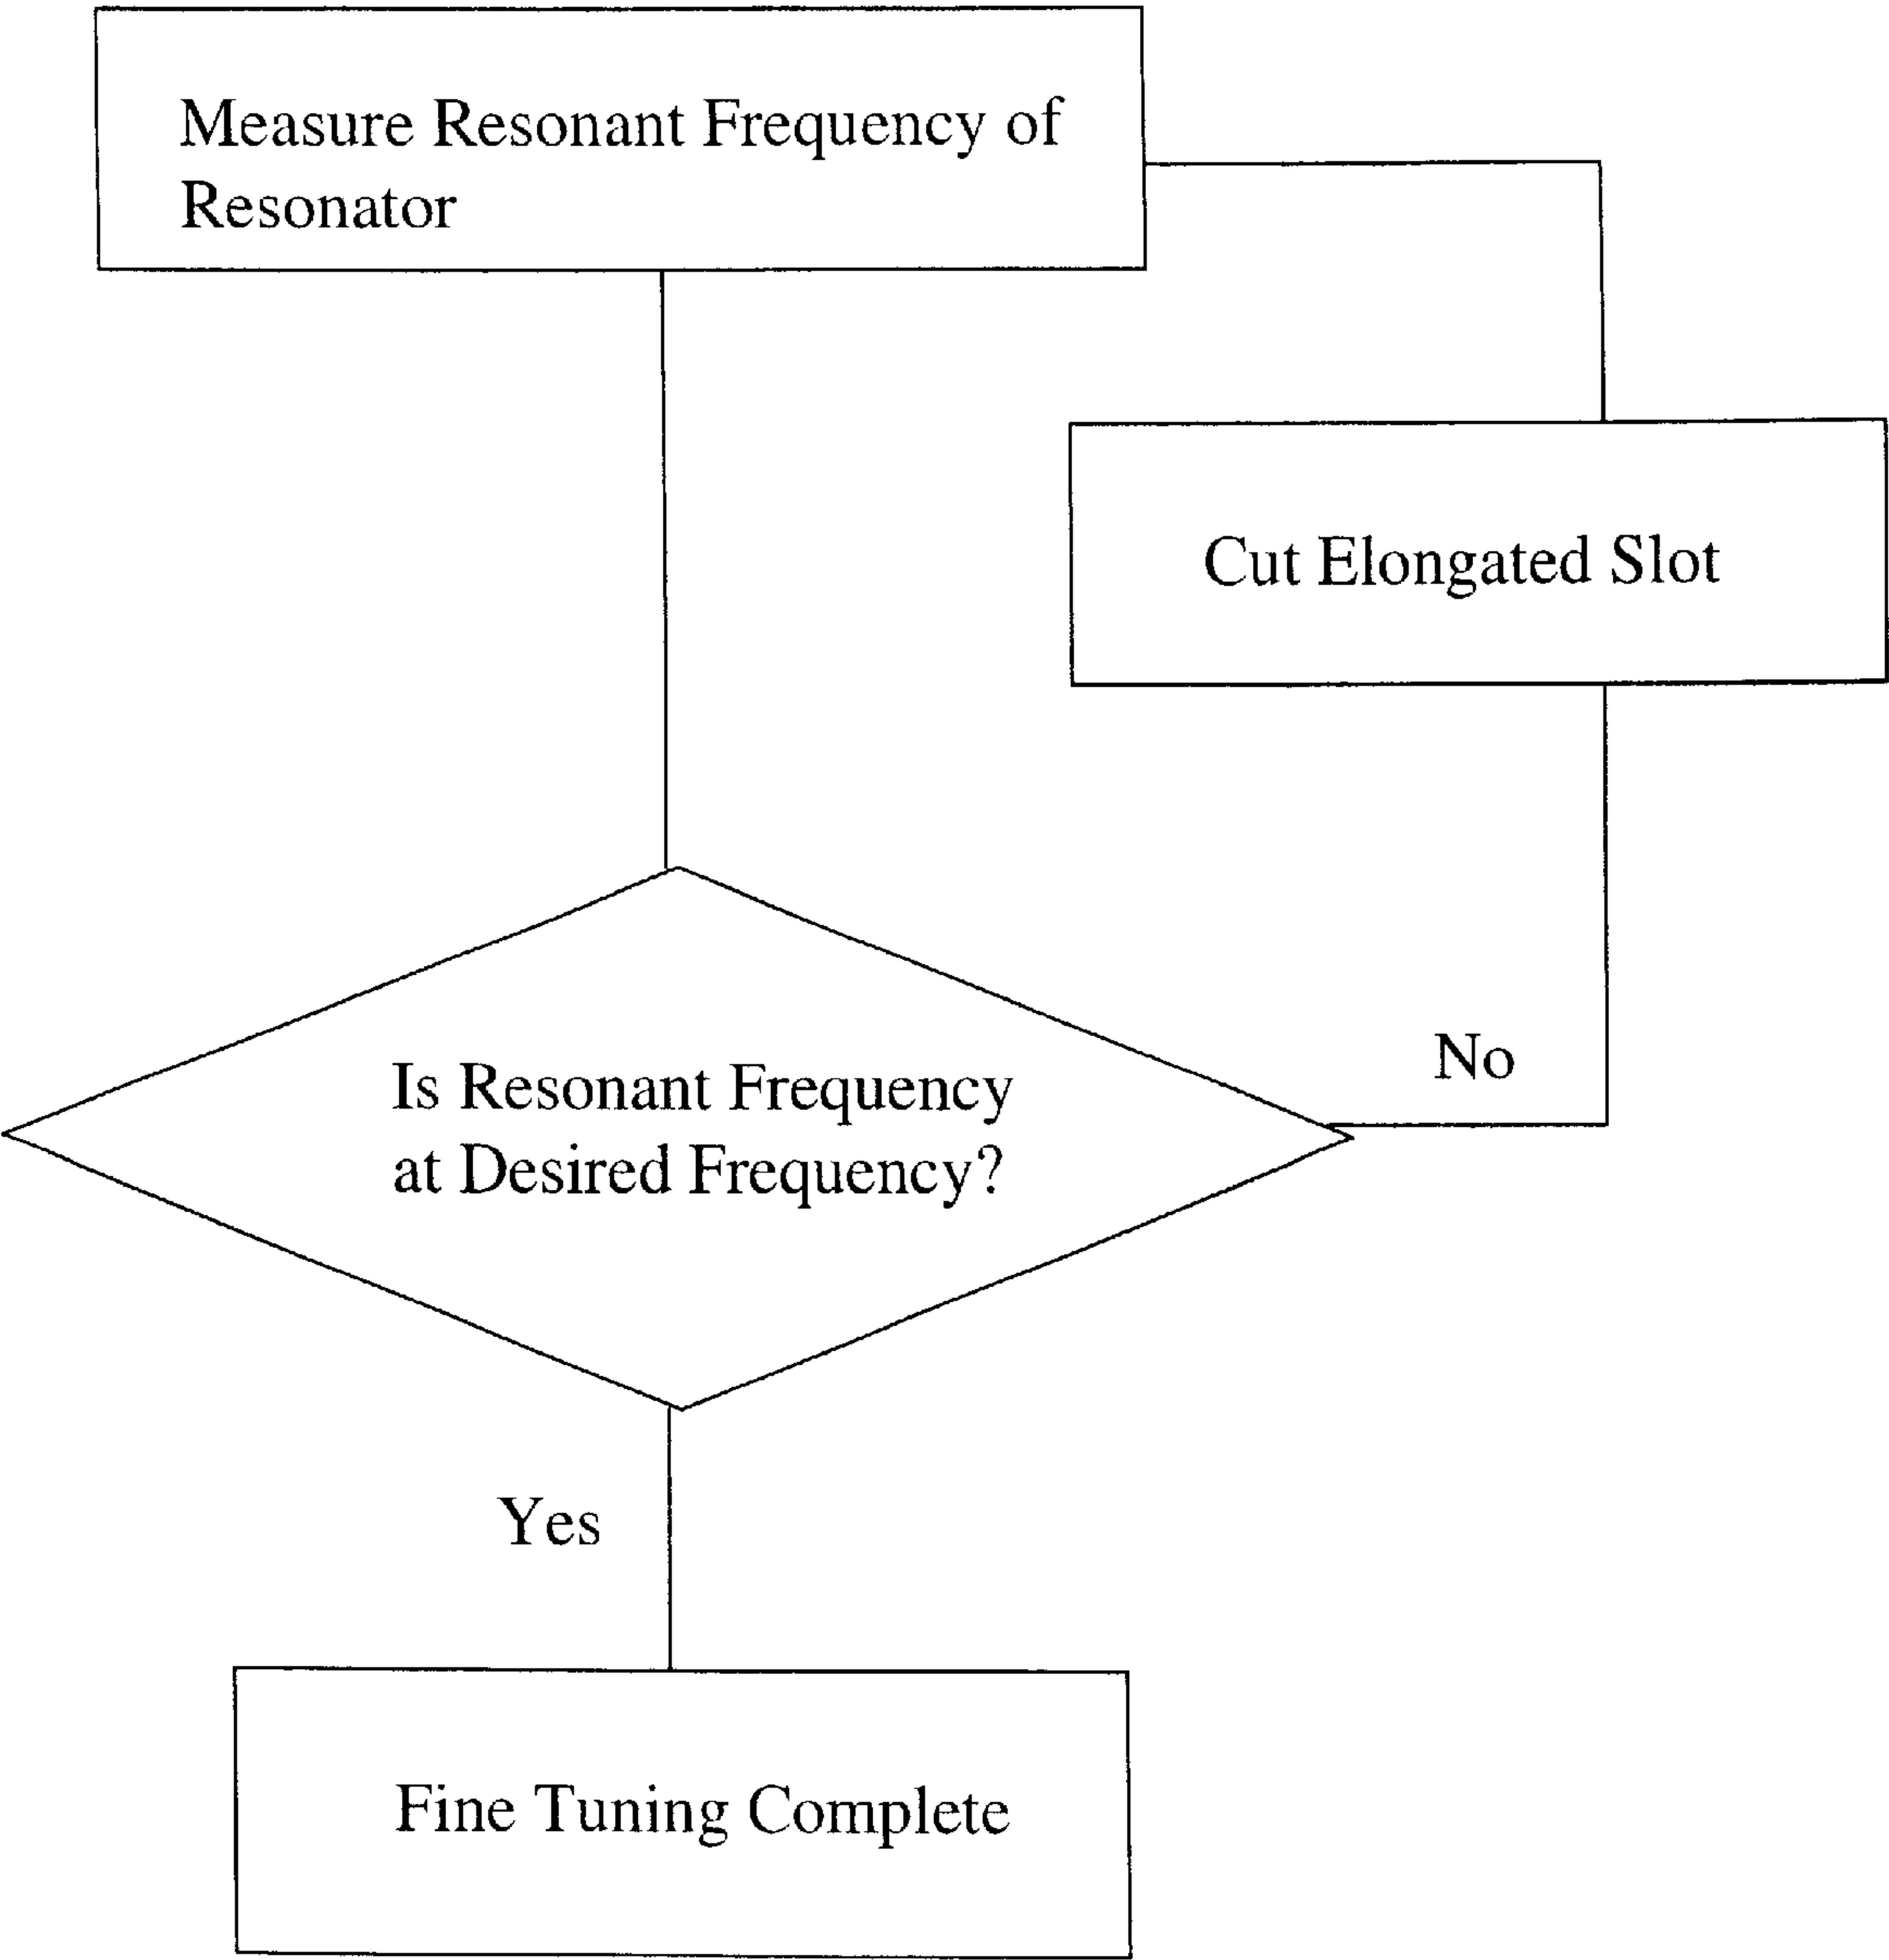 Measure Resonant Frequency of
Resonator
Cut Elongated Slot
No
Is Resonant Frequency
at Desired Frequency?
Yes
Fine Tuning Complete